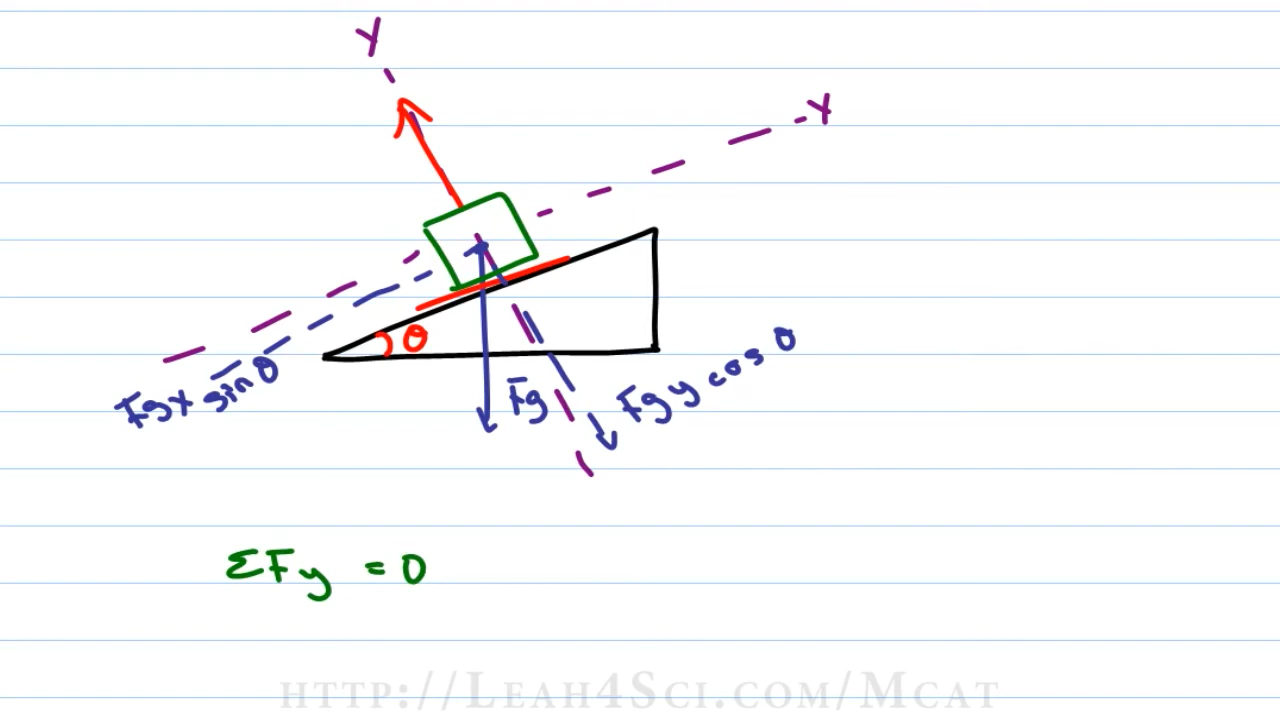 Y
X
θ
Fgx sin θ
Fg
Fgy cos θ
ΣFy = 0
HTTP://LEAH4SCI.COM/MCAT